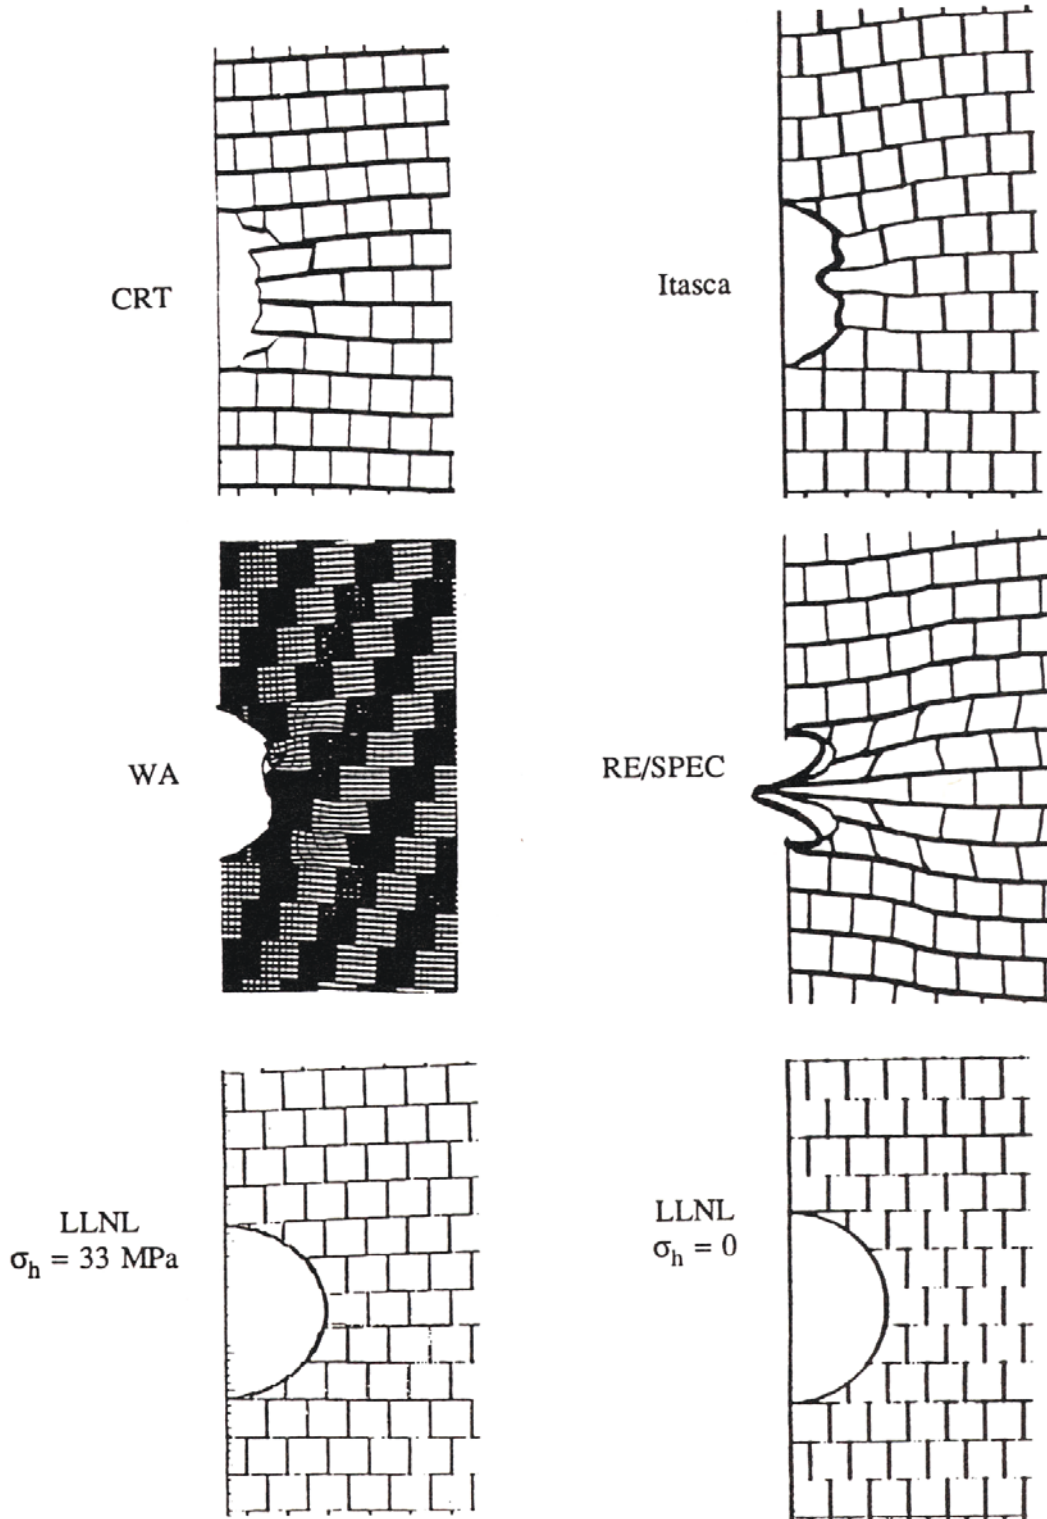 CRT
Itasca
WA
RE/SPEC
LLNL
σh = 33 MPa
LLNL
σh = 0